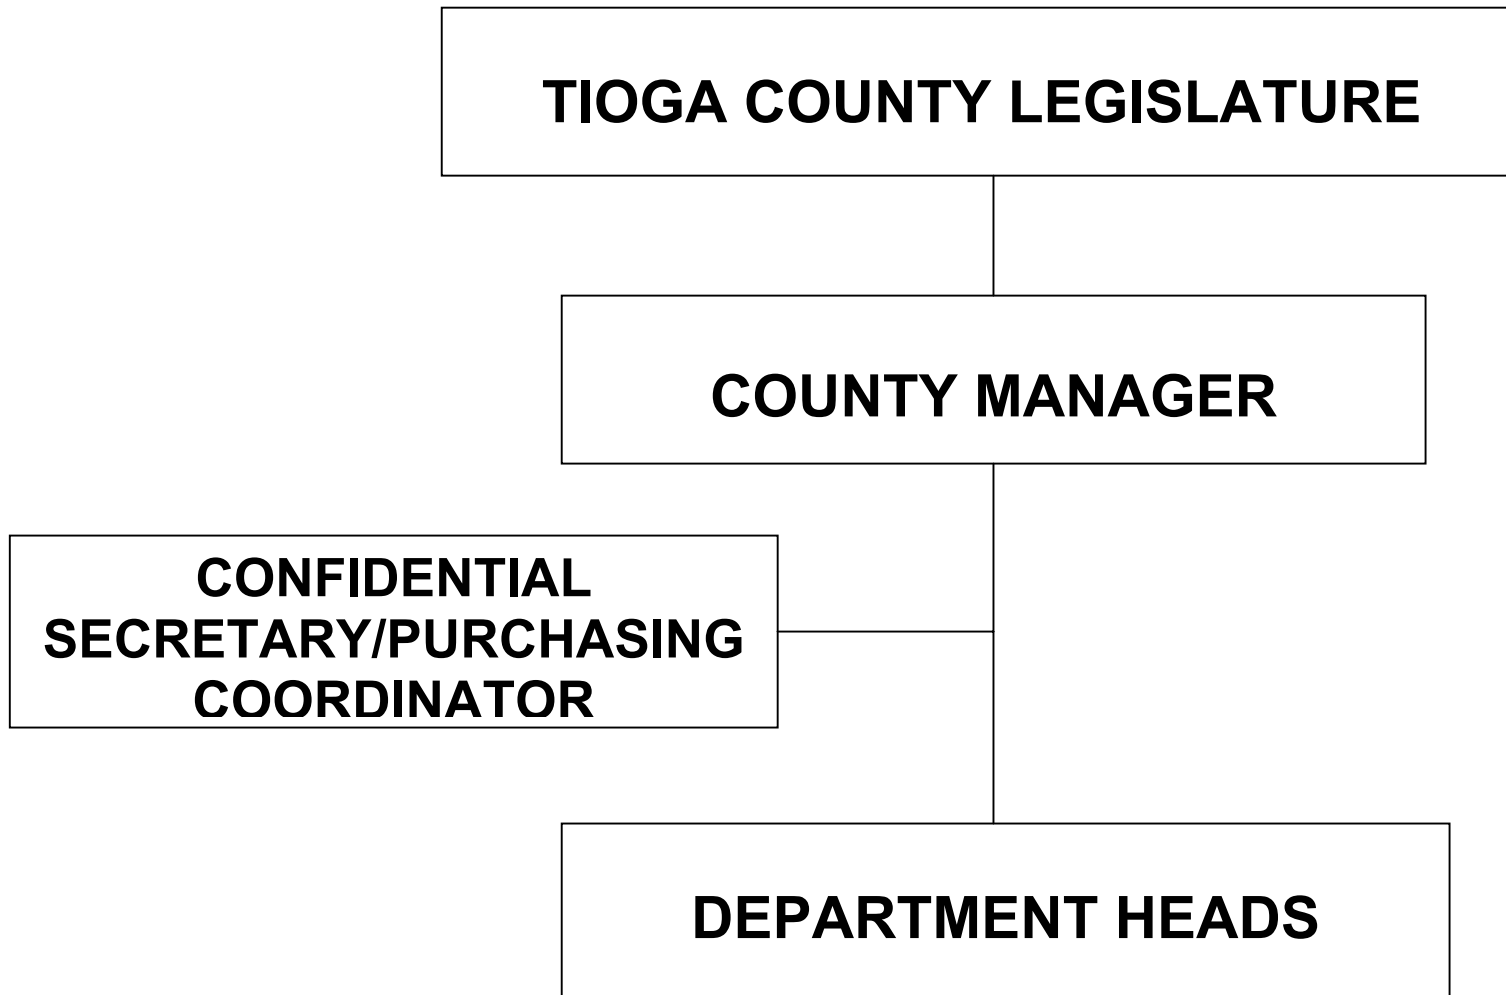 TIOGA COUNTY LEGISLATURE
COUNTY MANAGER
CONFIDENTIAL
SECRETARY/PURCHASING
COORDINATOR
DEPARTMENT HEADS